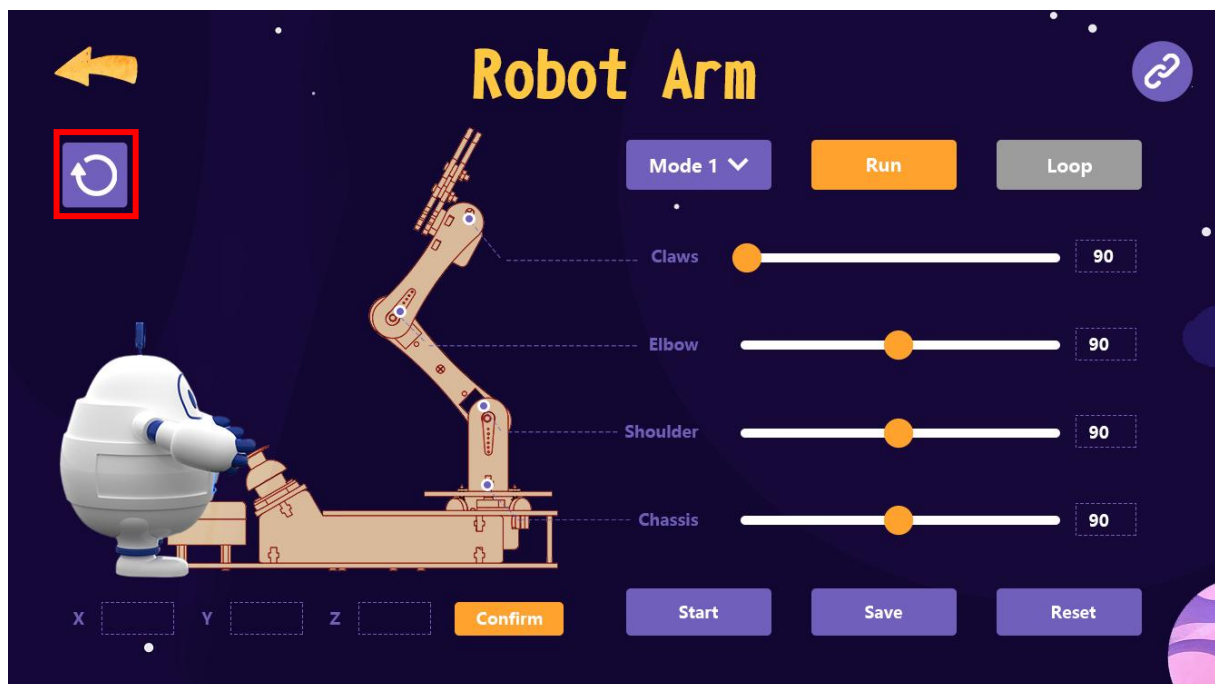 Robot Arm
Mode 1 Run Loop
Claws 90
Elbow 90
Shoulder 90
Chassis 90
X Y Z Confirm Start Save Reset